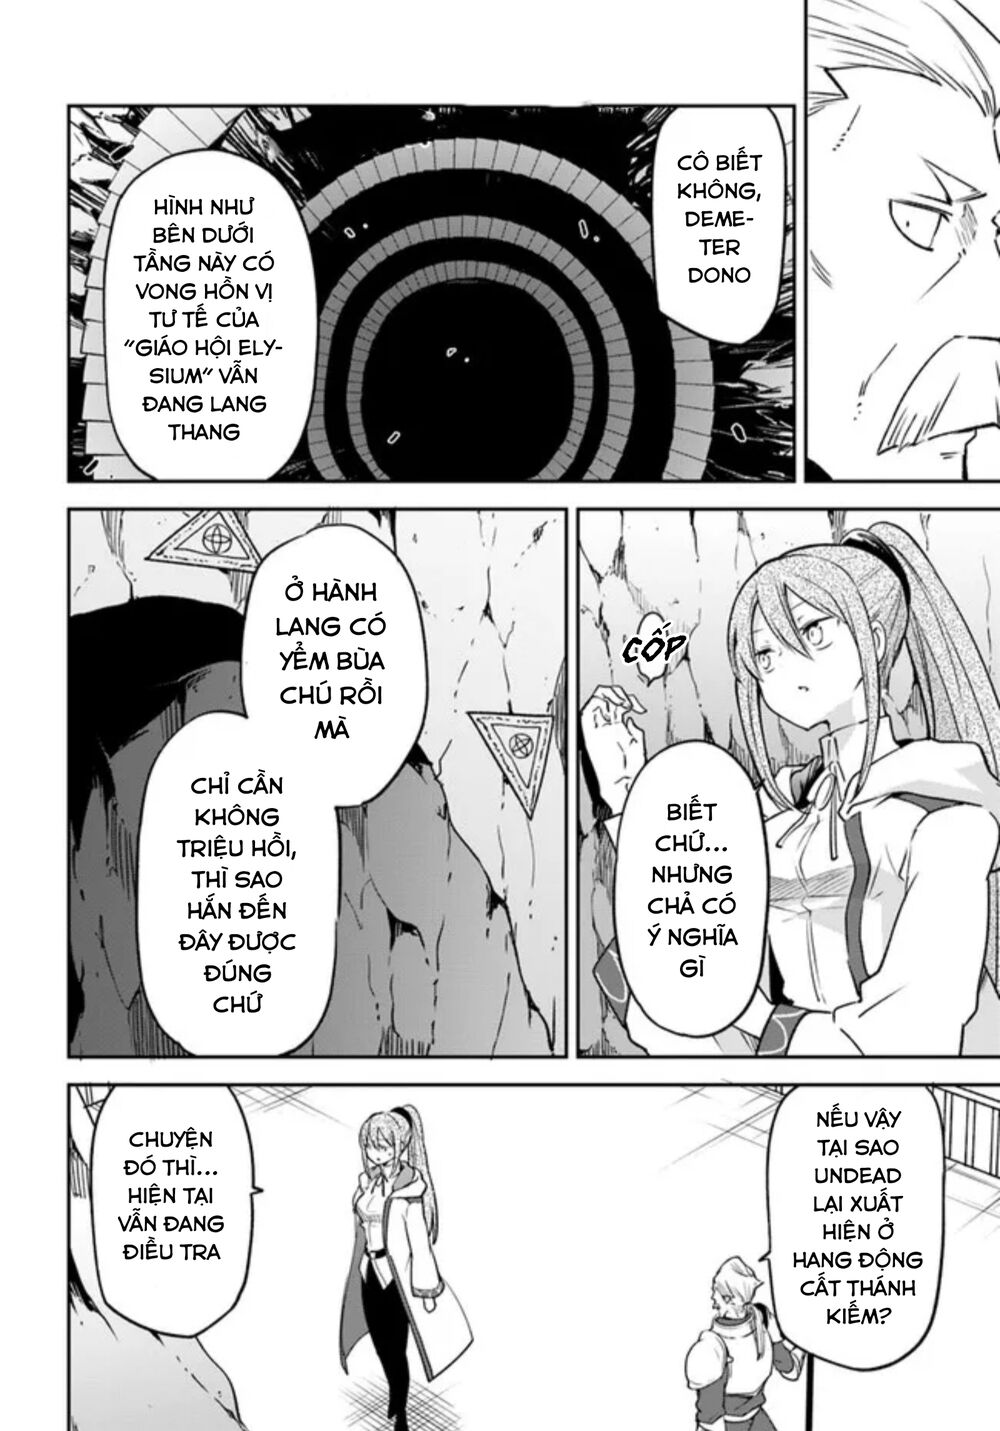 CÔ BIẾT
KHÔNG,
DEME-
TER
DONO
HÌNH NHƯ
BÊN DƯỚI
TẦNG NÀY CÓ
VONG HỒN VỊ
TƯ TẾ CỦA
"GIÁO HỘI ELY-
SIUM" VẪN
ĐANG LANG
THANG
CỐP
BIẾT
CHỨ...
NHƯNG
CHẢ CÓ
Ý NGHĨA
GÌ
Ở HÀNH
LANG CÓ
YỂM BÙA
CHÚ RỒI
MÀ
CHỈ CẦN
KHÔNG
TRIỆU HỒI,
THÌ SAO
HẮN ĐẾN
ĐÂY ĐƯỢC
ĐÚNG
CHỨ
NẾU VẬY
TẠI SAO
UNDEAD
LẠI XUẤT
HIỆN Ở
HANG ĐỘNG
CẤT THÁNH
KIẾM?
CHUYỆN
ĐÓ THÌ...
HIỆN TẠI
VẪN ĐANG
ĐIỀU TRA